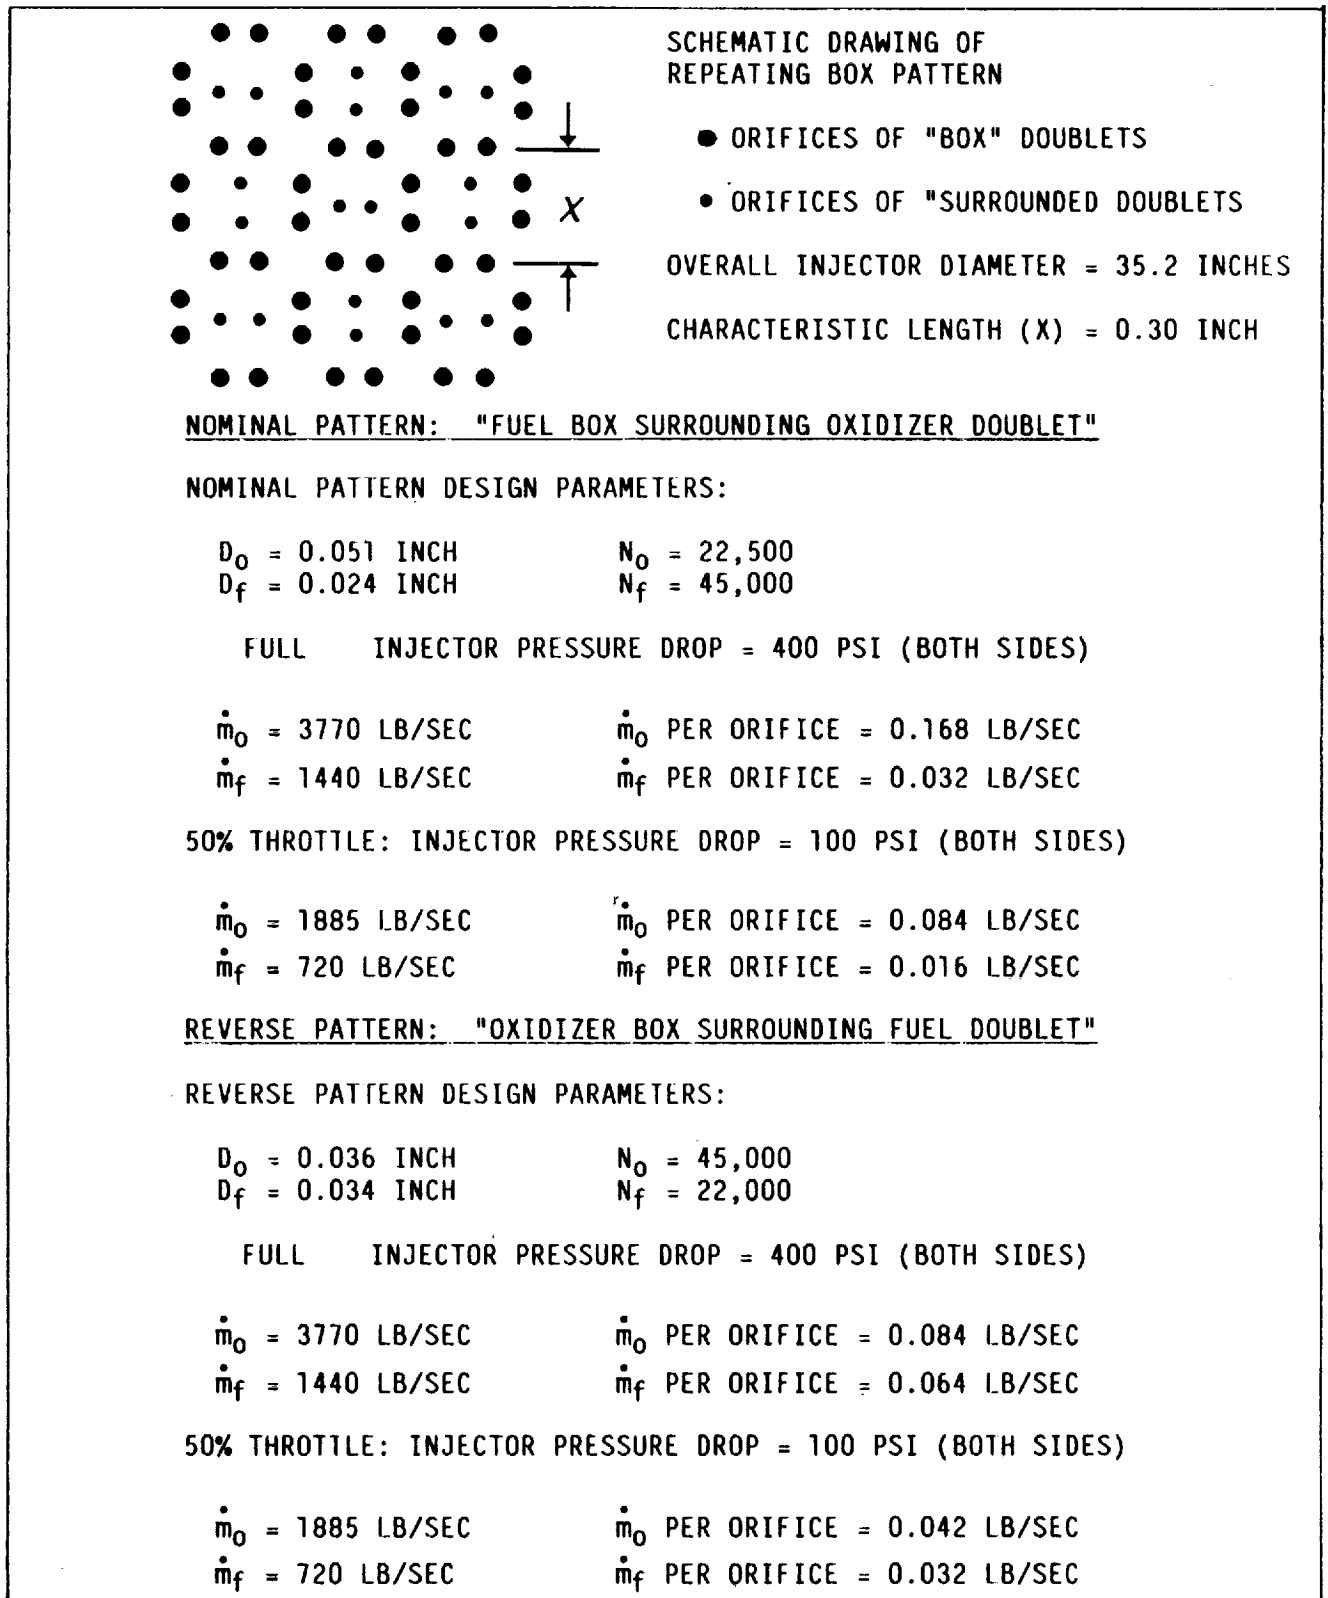 SCHEMATIC DRAWING OF
REPEATING BOX PATTERN
● ORIFICES OF "BOX" DOUBLETS
• ORIFICES OF "SURROUNDED DOUBLETS
X
OVERALL INJECTOR DIAMETER = 35.2 INCHES
CHARACTERISTIC LENGTH (X) = 0.30 INCH
NOMINAL PATTERN: "FUEL BOX SURROUNDING OXIDIZER DOUBLET"
NOMINAL PATTERN DESIGN PARAMETERS:
Do = 0.051 INCH No = 22,500
Df = 0.024 INCH Nf = 45,000
FULL INJECTOR PRESSURE DROP = 400 PSI (BOTH SIDES)
ṁo = 3770 LB/SEC ṁo PER ORIFICE = 0.168 LB/SEC
ṁf = 1440 LB/SEC ṁf PER ORIFICE = 0.032 LB/SEC
50% THROTTLE: INJECTOR PRESSURE DROP = 100 PSI (BOTH SIDES)
ṁo = 1885 LB/SEC ṁo PER ORIFICE = 0.084 LB/SEC
ṁf = 720 LB/SEC ṁf PER ORIFICE = 0.016 LB/SEC
REVERSE PATTERN: "OXIDIZER BOX SURROUNDING FUEL DOUBLET"
REVERSE PATTERN DESIGN PARAMETERS:
Do = 0.036 INCH No = 45,000
Df = 0.034 INCH Nf = 22,000
FULL INJECTOR PRESSURE DROP = 400 PSI (BOTH SIDES)
ṁo = 3770 LB/SEC ṁo PER ORIFICE = 0.084 LB/SEC
ṁf = 1440 LB/SEC ṁf PER ORIFICE = 0.064 LB/SEC
50% THROTTLE: INJECTOR PRESSURE DROP = 100 PSI (BOTH SIDES)
ṁo = 1885 LB/SEC ṁo PER ORIFICE = 0.042 LB/SEC
ṁf = 720 LB/SEC ṁf PER ORIFICE = 0.032 LB/SEC